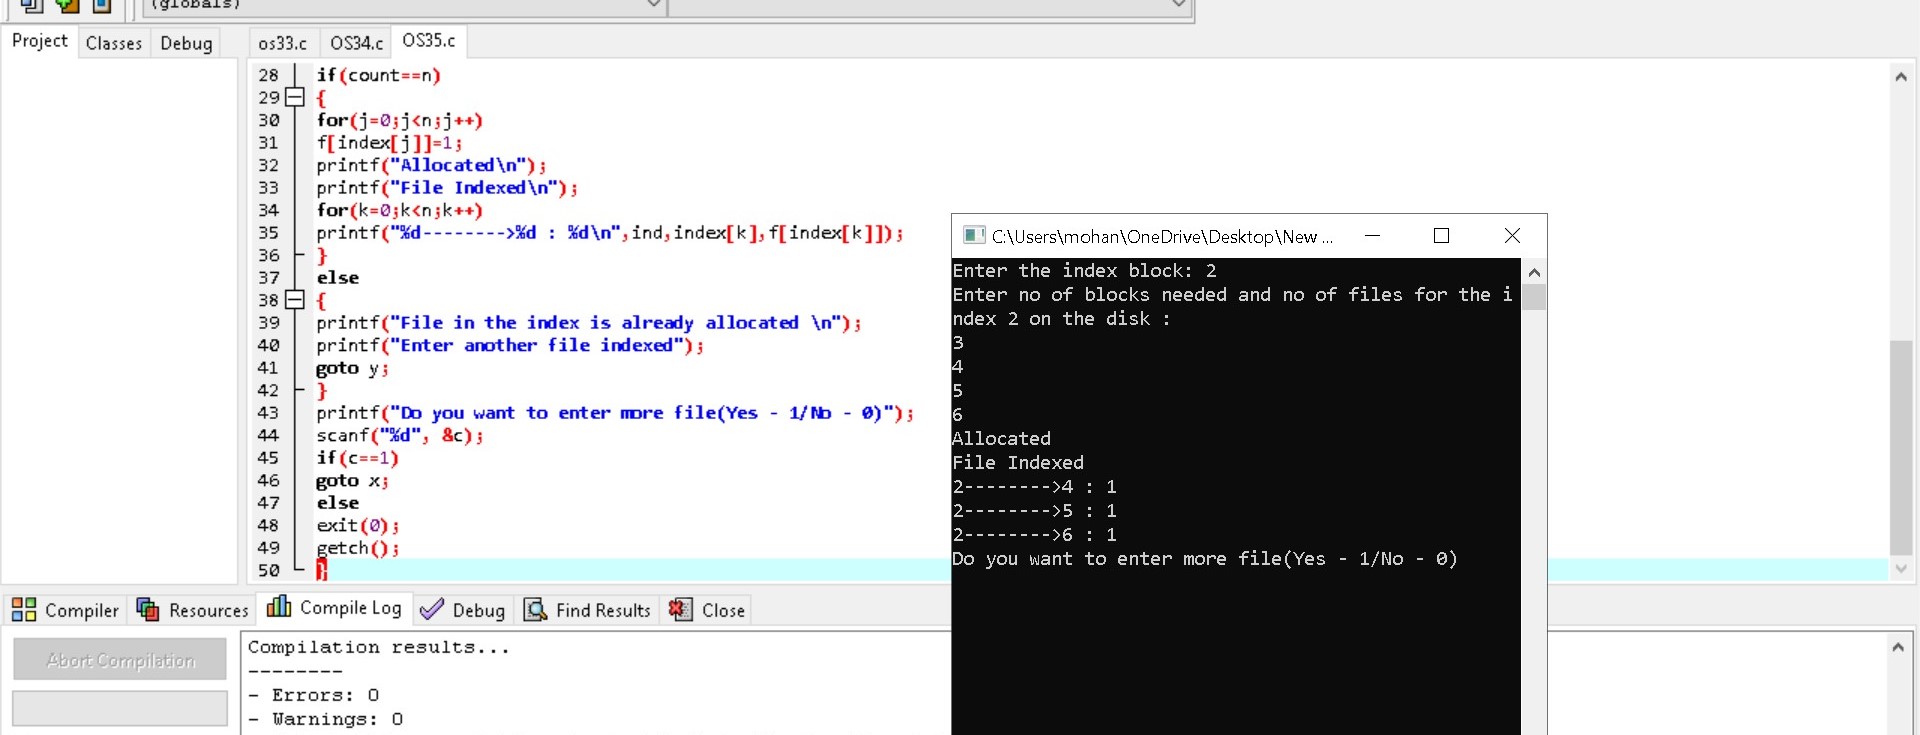 (globals)
Project Classes Debug os33.c OS34.c OS35.c
28 if(count==n)
29 {
30 for(j=0;j<n;j++)
31 f[index[j]]=1;
32 printf("Allocated\n");
33 printf("File Indexed\n");
34 for(k=0;k<n;k++)
35 printf("%d-------->%d : %d\n",ind,index[k],f[index[k]]);
36 }
37 else
38 {
39 printf("File in the index is already allocated \n");
40 printf("Enter another file indexed");
41 goto y;
42 }
43 printf("Do you want to enter more file(Yes - 1/No - 0)");
44 scanf("%d", &c);
45 if(c==1)
46 goto x;
47 else
48 exit(0);
49 getch();
50 }
C:\Users\mohan\OneDrive\Desktop\New ...
Enter the index block: 2
Enter no of blocks needed and no of files for the i
ndex 2 on the disk :
3
4
5
6
Allocated
File Indexed
2-------->4 : 1
2-------->5 : 1
2-------->6 : 1
Do you want to enter more file(Yes - 1/No - 0)
Compiler Resources Compile Log Debug Find Results Close
Abort Compilation
Compilation results...
--------
- Errors: 0
- Warnings: 0